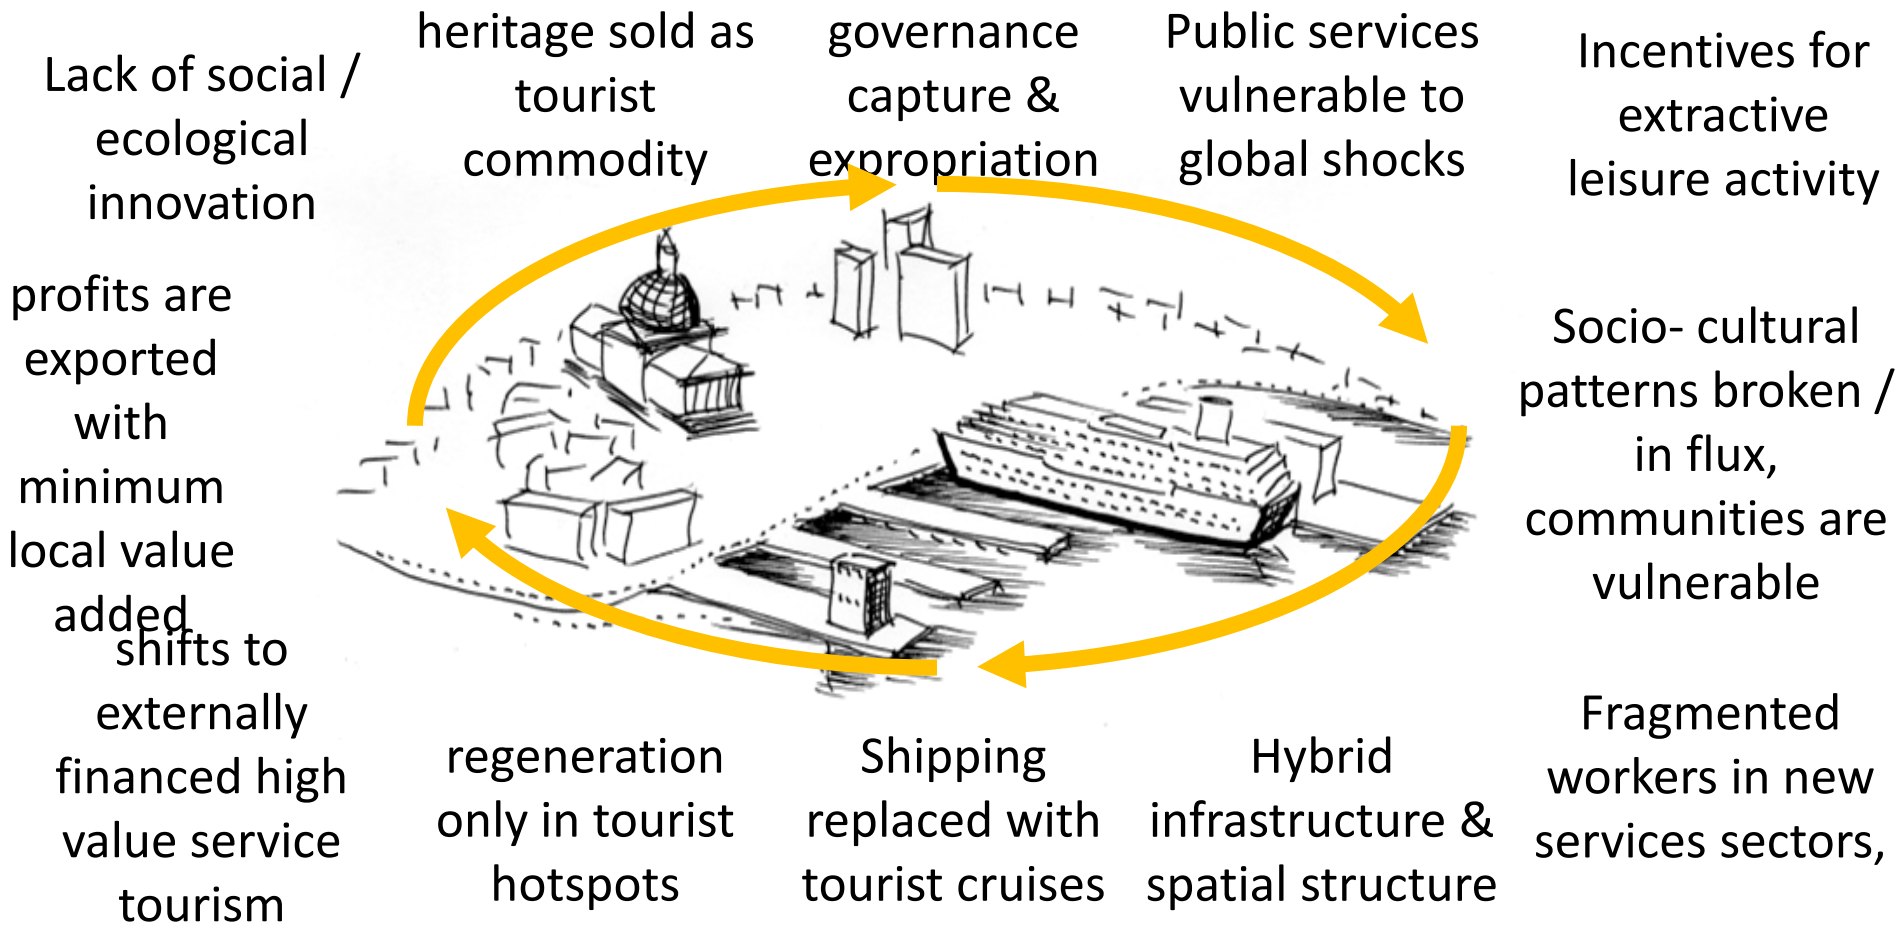 Lack of social /
ecological
innovation
heritage sold as
tourist
commodity
governance
capture &
expropriation
Public services
vulnerable to
global shocks
Incentives for
extractive
leisure activity
profits are
exported
with
minimum
local value
added
Socio- cultural
patterns broken /
in flux,
communities are
vulnerable
shifts to
externally
financed high
value service
tourism
regeneration
only in tourist
hotspots
Shipping
replaced with
tourist cruises
Hybrid
infrastructure &
spatial structure
Fragmented
workers in new
services sectors,